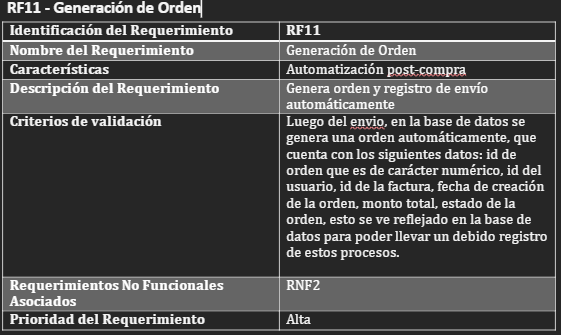 RF11 - Generación de Orden
Identificación del Requerimiento RF11
Nombre del Requerimiento Generación de Orden
Características Automatización post-compra
Descripción del Requerimiento Genera orden y registro de envío
automáticamente
Criterios de validación Luego del envio, en la base de datos se
genera una orden automáticamente, que
cuenta con los siguientes datos: id de
orden que es de carácter numérico, id del
usuario, id de la factura, fecha de creación
de la orden, monto total, estado de la
orden, esto se ve reflejado en la base de
datos para poder llevar un debido registro
de estos procesos.
Requerimientos No Funcionales RNF2
Asociados
Prioridad del Requerimiento Alta